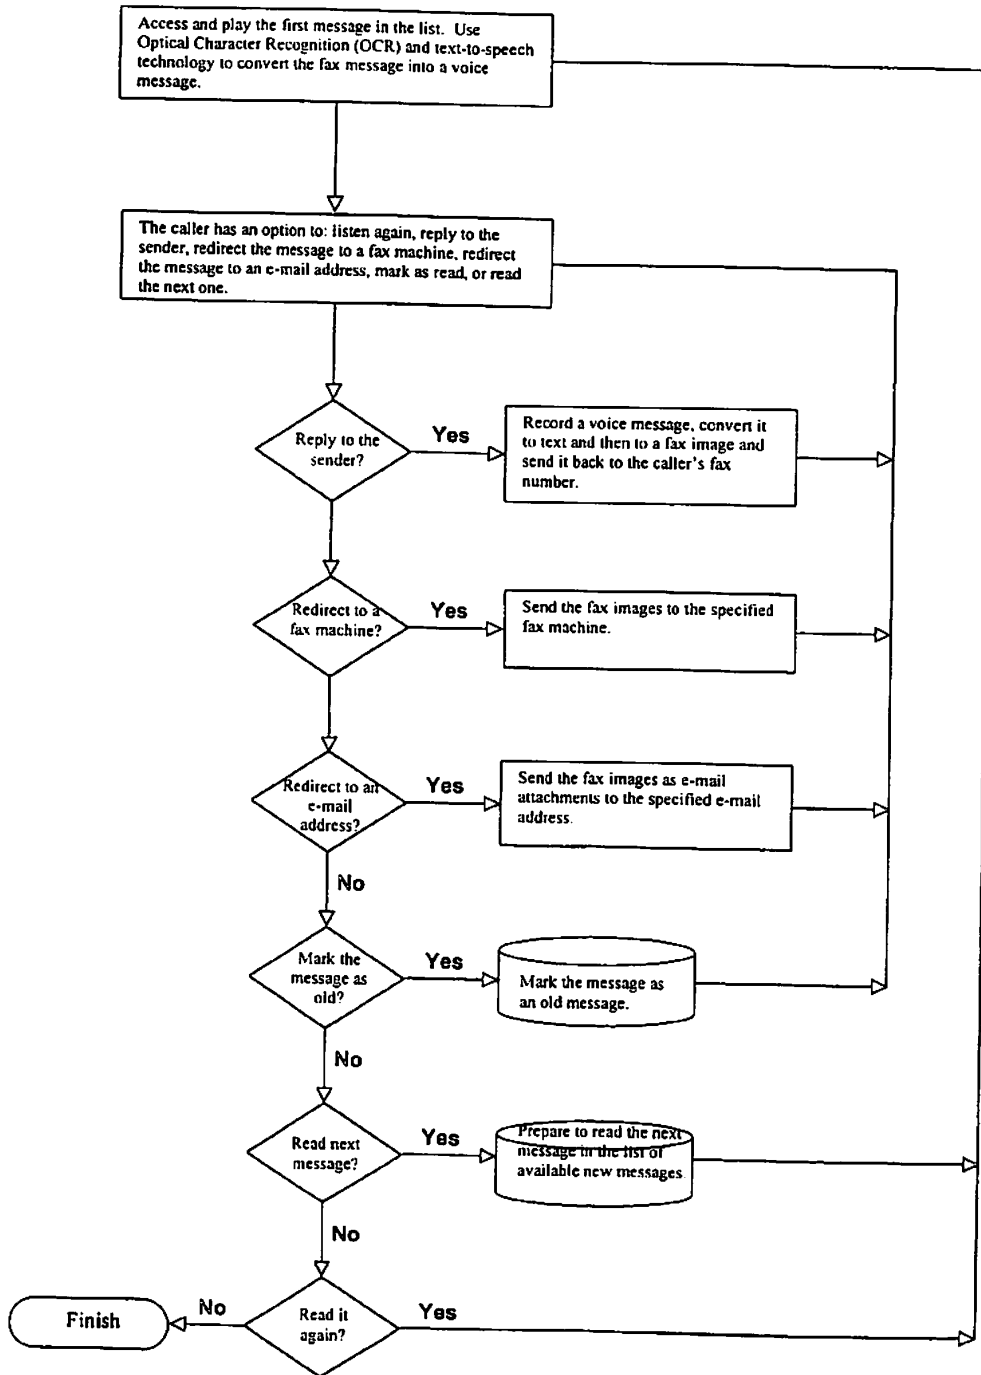 Access and play the first message in the list. Use
Optical Character Recognition (OCR) and text-to-speech
technology to convert the fax message into a voice
message.
The caller has an option to: listen again, reply to the
sender, redirect the message to a fax machine, redirect
the message to an e-mail address, mark as read, or read
the next one.
Reply to the
sender?
Yes
Record a voice message, convert it
to text and then to a fax image and
send it back to the caller's fax
number.
Redirect to a
fax machine?
Yes
Send the fax images to the specified
fax machine.
Redirect to an
e-mail
address?
Yes
Send the fax images as e-mail
attachments to the specified e-mail
address.
No
Mark the
message as
old?
Yes
Mark the message as
an old message.
No
Read next
message?
Yes
Prepare to read the next
message in the list of
available new messages
No
Read it
again?
Yes
No
Finish